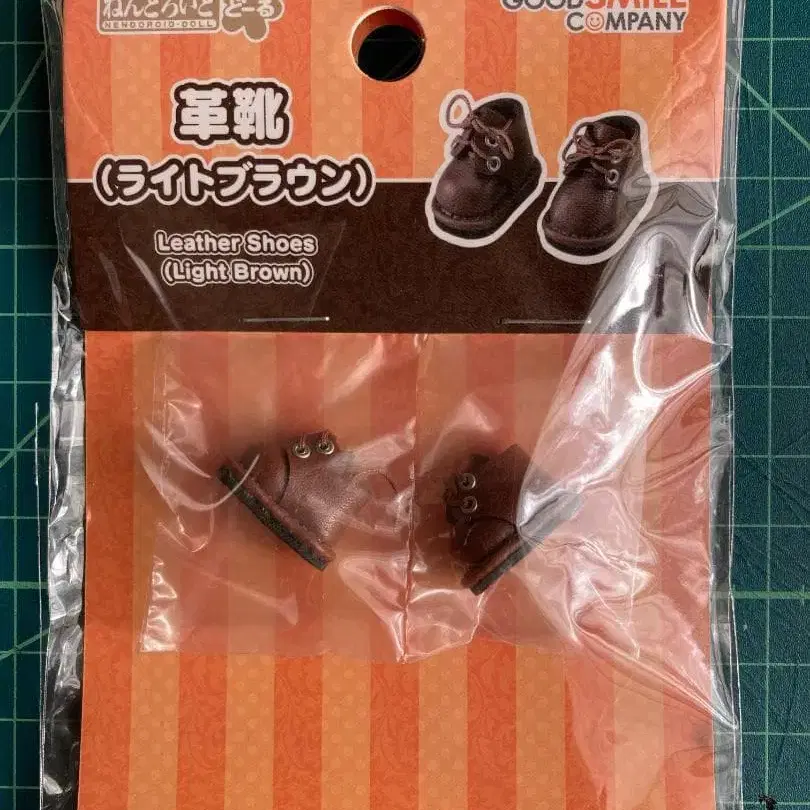 ねんどろいど どーる
NENDOROID-DOLL
GOOD SMILE
COMPANY
革靴
(ライトブラウン)
Leather Shoes
(Light Brown)